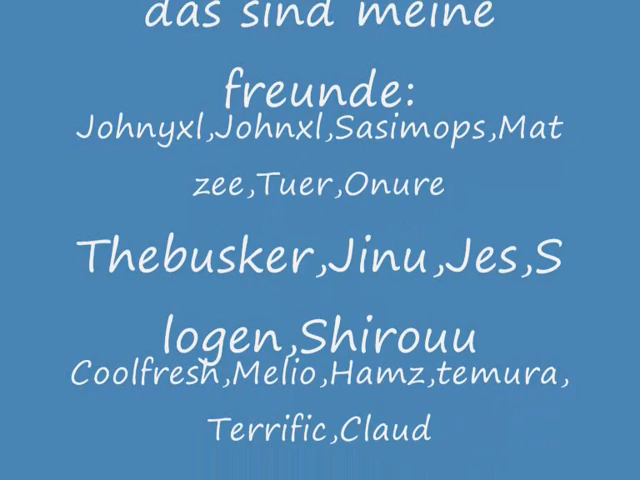 das sind meine
freunde:
Johnyxl,Johnxl,Sasimops,Mat
zee,Tuer,Onure
Thebusker,Jinu,Jes,S
logen,Shirouu
Coolfresh,Melio,Hamz,temura,
Terrific,Claud